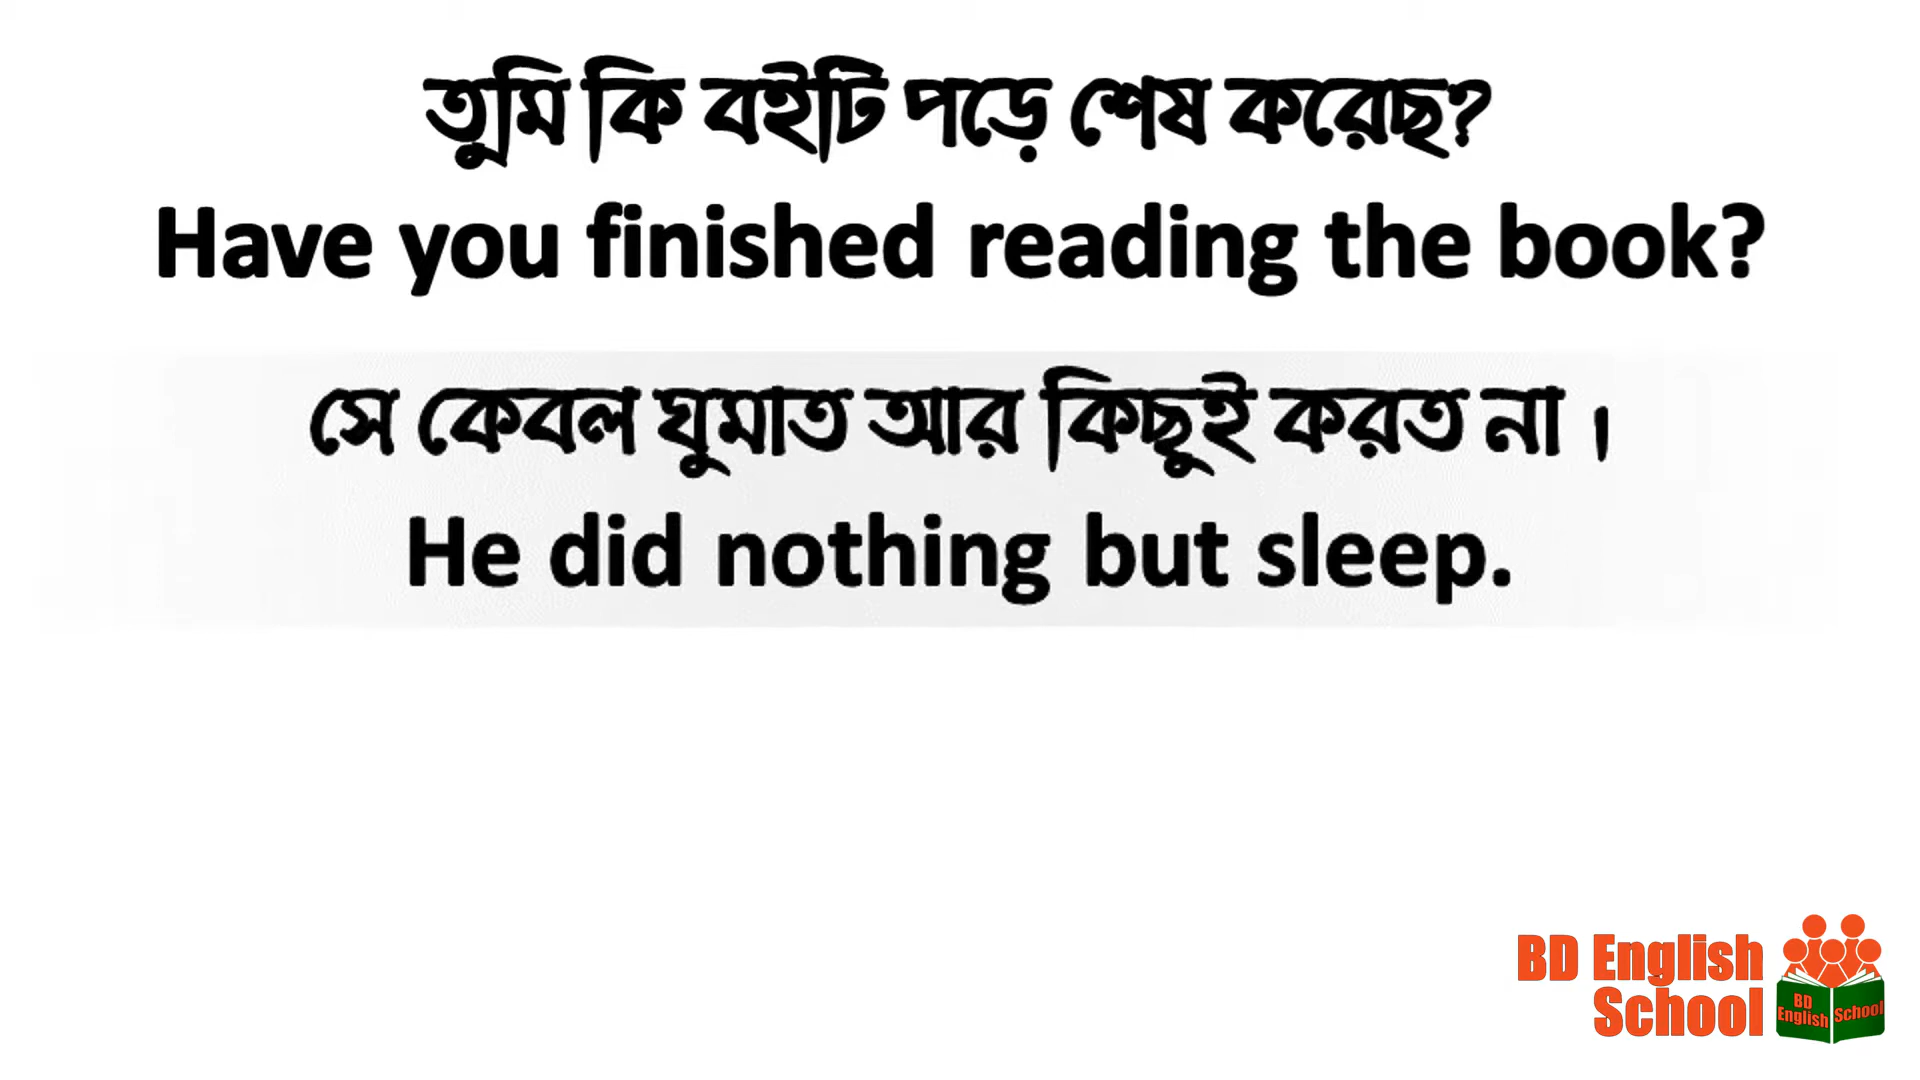 তুমি কি বইটি পড়ে শেষ করেছ?
Have you finished reading the book?
সে কেবল ঘুমাত আর কিছুই করত না।
He did nothing but sleep.
BD English
School
BD
English
School